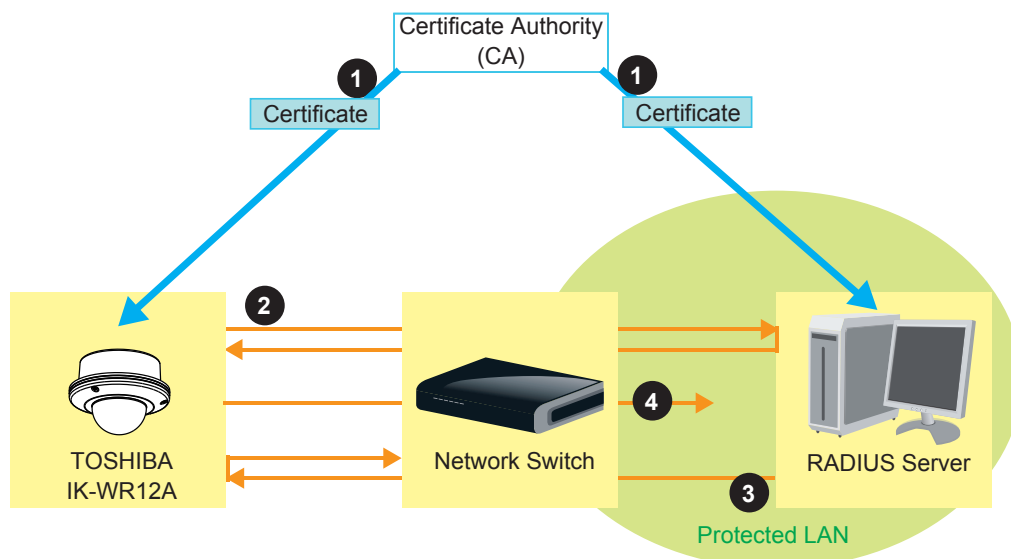 Certificate Authority
(CA)
1
1
Certificate
Certificate
2
4
TOSHIBA
IK-WR12A
Network Switch
RADIUS Server
3
Protected LAN